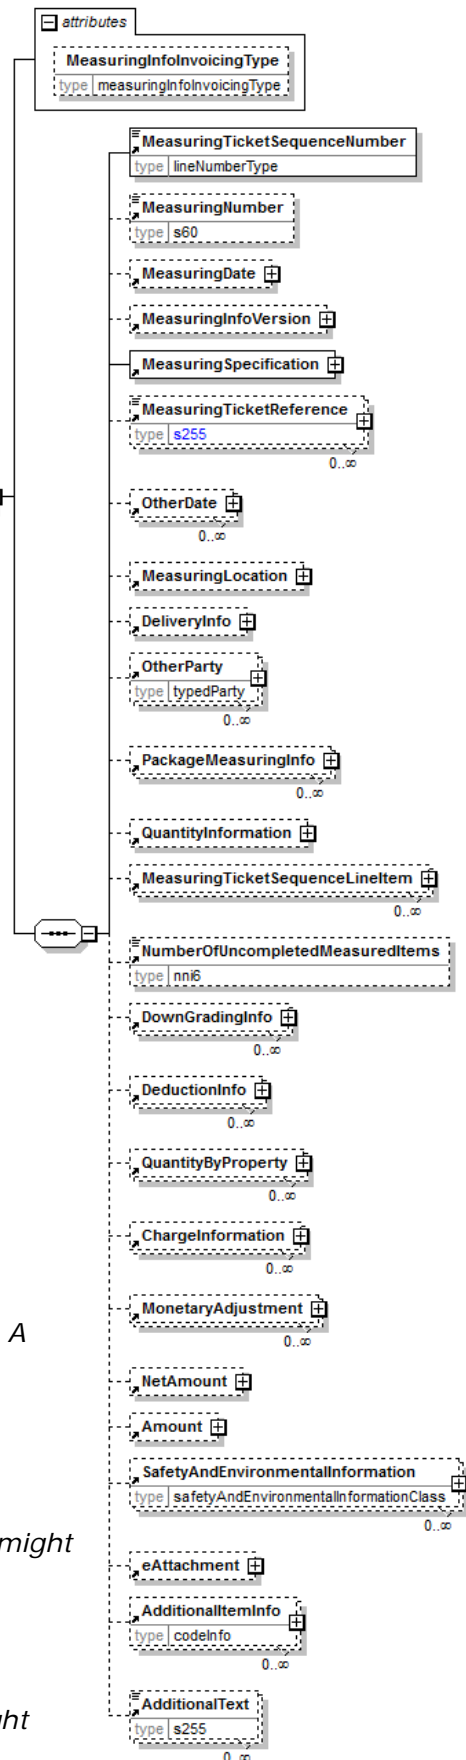 attributes
MeasuringInfoInvoicingType
type measuringInfoInvoicingType
MeasuringTicketSequenceNumber
type lineNumberType
MeasuringNumber
type s60
MeasuringDate
MeasuringInfoVersion
MeasuringSpecification
MeasuringTicketReference
type s255
0..∞
OtherDate
0..∞
MeasuringLocation
DeliveryInfo
OtherParty
type typedParty
0..∞
PackageMeasuringInfo
0..∞
QuantityInformation
MeasuringTicketSequenceLineItem
0..∞
NumberOfUncompletedMeasuredItems
type nni6
DownGradingInfo
0..∞
DeductionInfo
0..∞
QuantityByProperty
0..∞
ChargeInformation
0..∞
MonetaryAdjustment
A
0..∞
NetAmount
Amount
SafetyAndEnvironmentalInformation
type safetyAndEnvironmentalInformationClass
0..∞
might
eAttachment
AdditionalItemInfo
type codeInfo
0..∞
AdditionalText
ght
type s255
0..∞